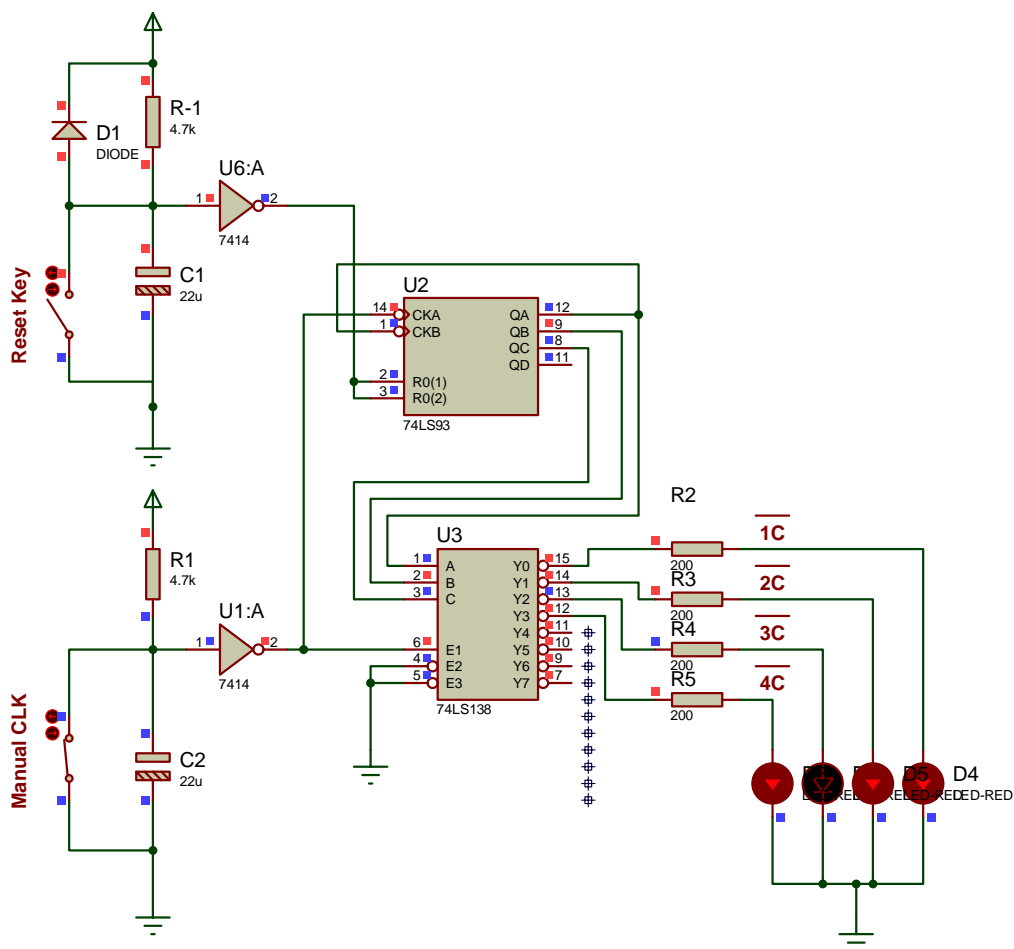 R-1
4.7k
D1
DIODE
U6:A
1
2
7414
C1
22u
Reset Key
U2
14
CKA
1
CKB
2
R0(1)
3
R0(2)
QA
12
QB
9
QC
8
QD
11
74LS93
R1
4.7k
U1:A
1
2
7414
C2
22u
Manual CLK
U3
1
A
2
B
3
C
6
E1
4
E2
5
E3
Y0
15
Y1
14
Y2
13
Y3
12
Y4
11
Y5
10
Y6
9
Y7
7
74LS138
R2
200
1C
R3
200
2C
R4
200
3C
R5
200
4C
D5
D4
LED-RED